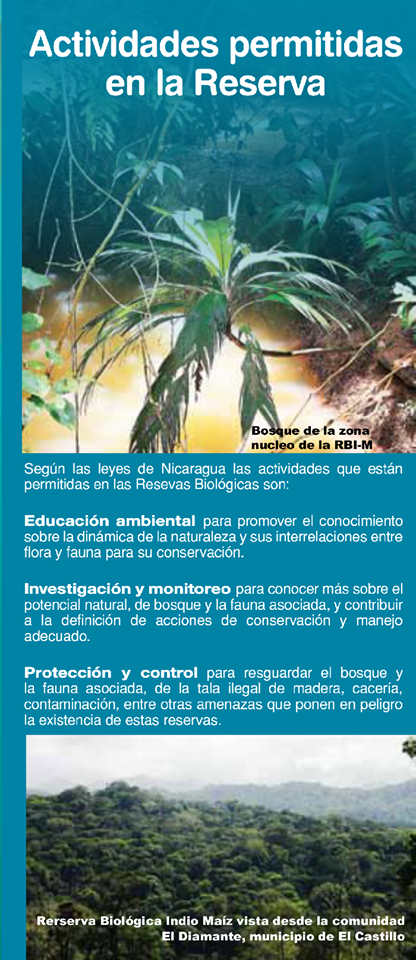 Actividades permitidas
en la Reserva
Bosque de la zona
nucleo de la RBI-M
Según las leyes de Nicaragua las actividades que están
permitidas en las Resevas Biológicas son:
Educación ambiental para promover el conocimiento
sobre la dinámica de la naturaleza y sus interrelaciones entre
flora y fauna para su conservación.
Investigación y monitoreo para conocer más sobre el
potencial natural, de bosque y la fauna asociada, y contribuir
a la definición de acciones de conservación y manejo
adecuado.
Protección y control para resguardar el bosque y
la fauna asociada, de la tala ilegal de madera, cacería,
contaminación, entre otras amenazas que ponen en peligro
la existencia de estas reservas.
Rerserva Biológica Indio Maíz vista desde la comunidad
El Diamante, municipio de El Castillo